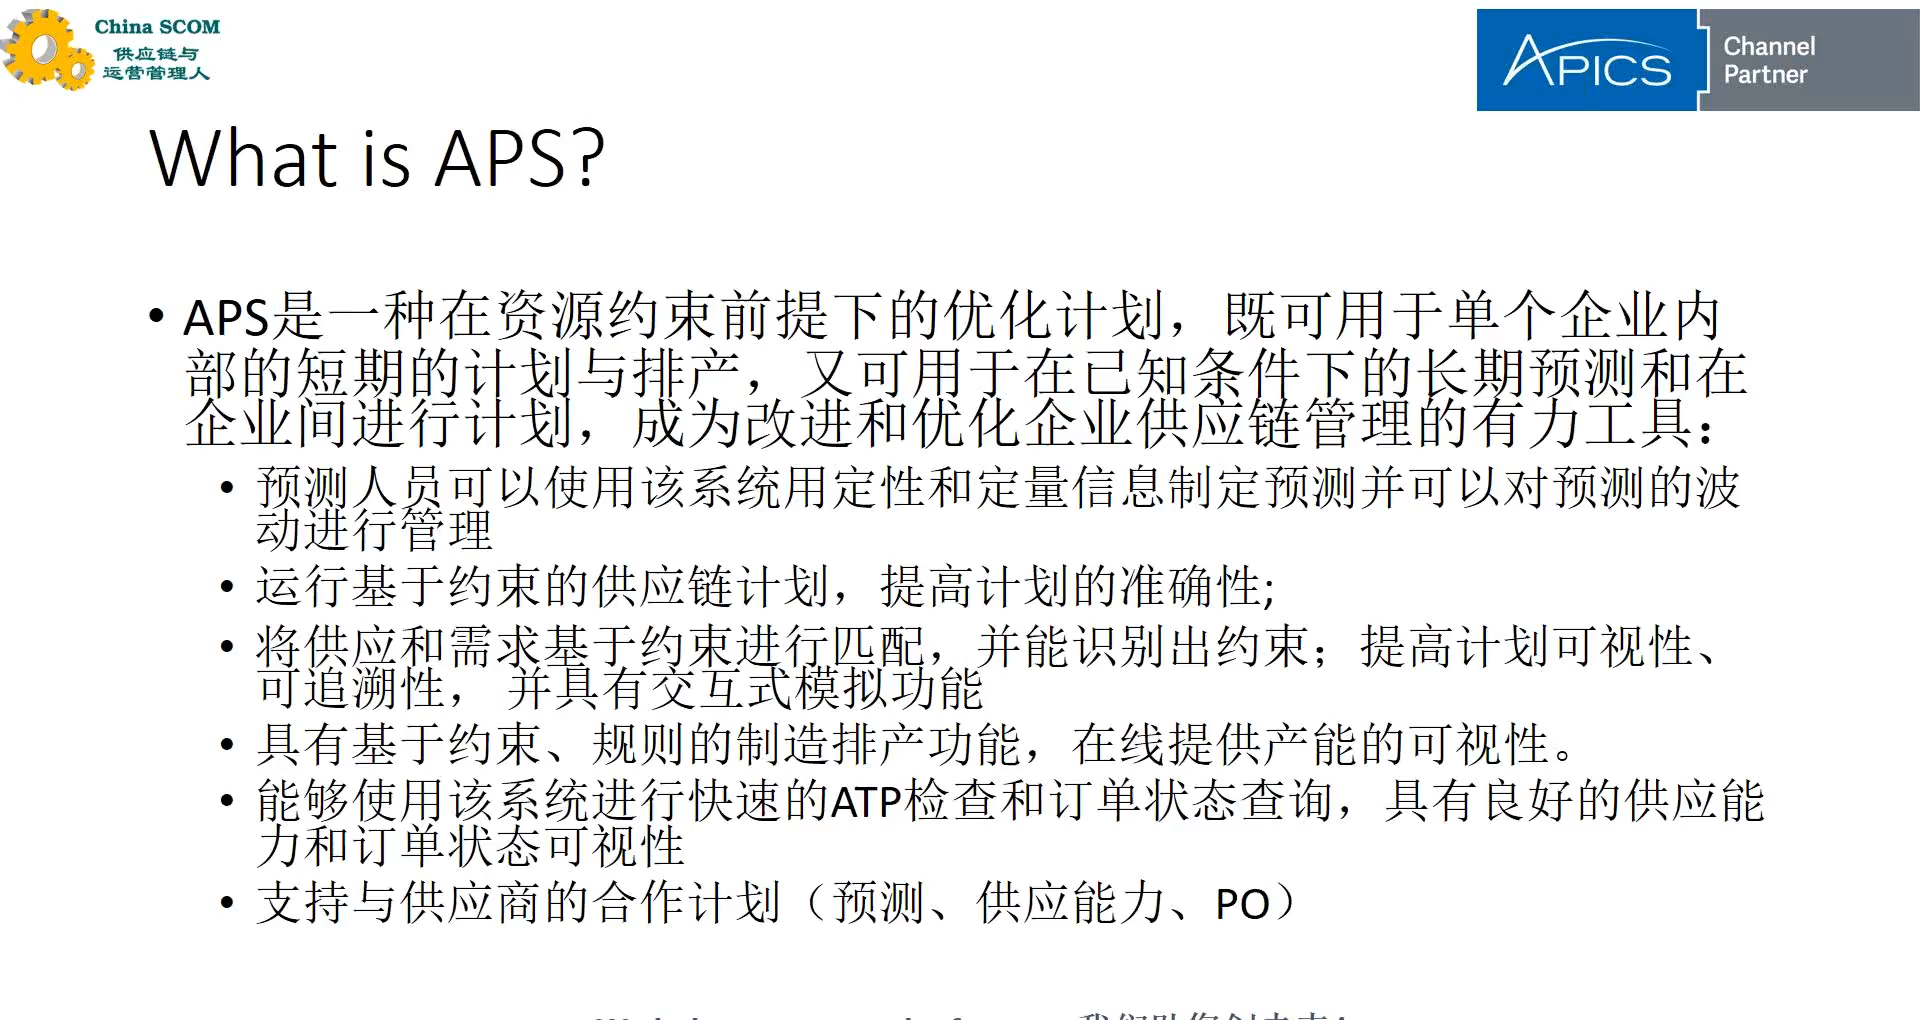 China SCOM
供应链与
运营管理人
APICS
Channel
Partner
What is APS?
• APS是一种在资源约束前提下的优化计划，既可用于单个企业内
部的短期的计划与排产，又可用于在已知条件下的长期预测和在
企业间进行计划，成为改进和优化企业供应链管理的有力工具：
• 预测人员可以使用该系统用定性和定量信息制定预测并可以对预测的波
动进行管理
• 运行基于约束的供应链计划，提高计划的准确性;
• 将供应和需求基于约束进行匹配，并能识别出约束；提高计划可视性、
可追溯性， 并具有交互式模拟功能
• 具有基于约束、规则的制造排产功能，在线提供产能的可视性。
• 能够使用该系统进行快速的ATP检查和订单状态查询，具有良好的供应能
力和订单状态可视性
• 支持与供应商的合作计划（预测、供应能力、PO）